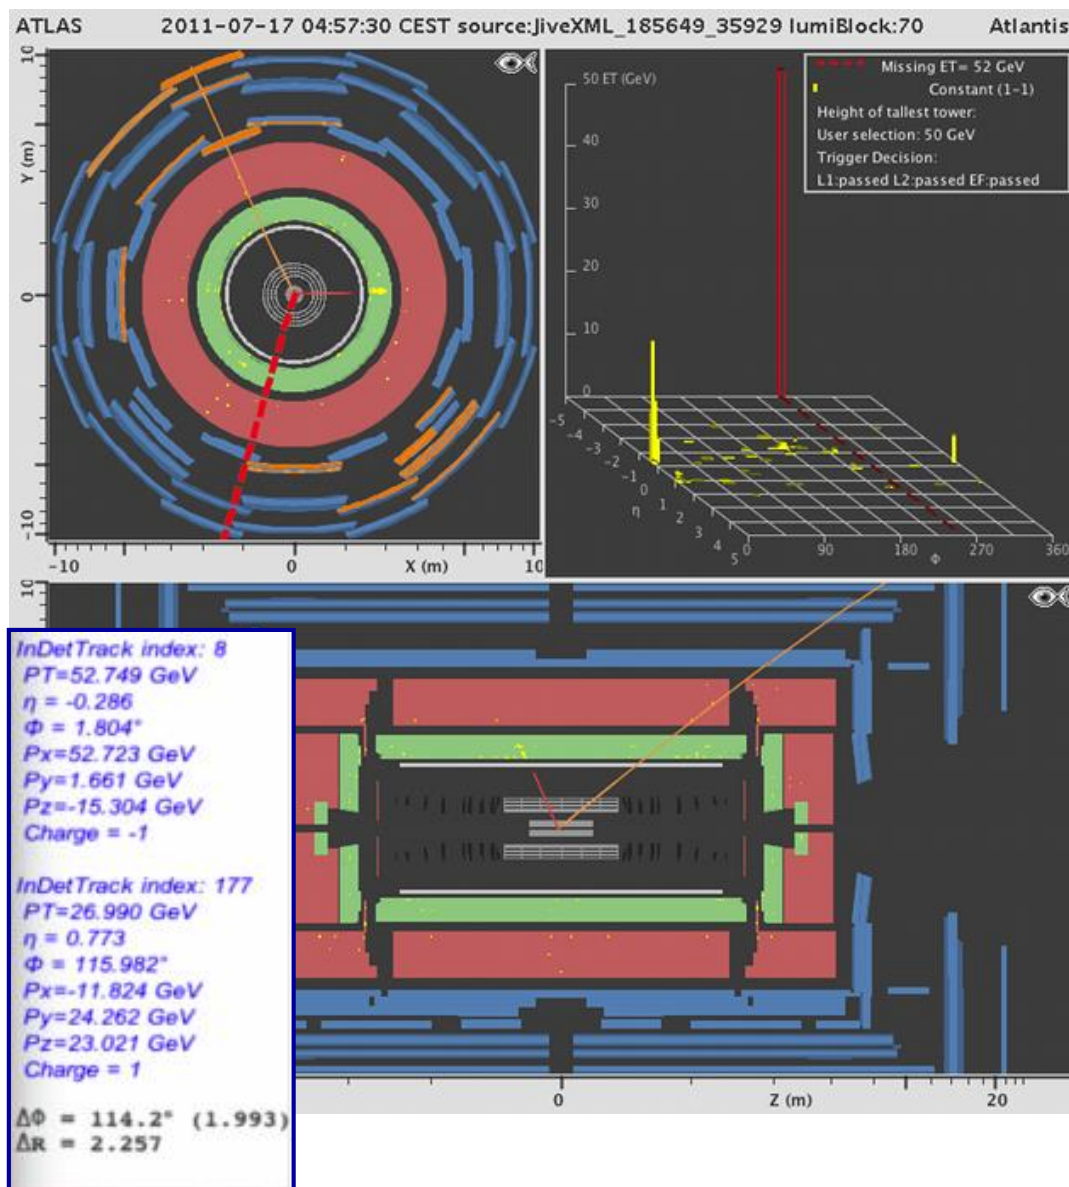 ATLAS 2011-07-17 04:57:30 CEST source:JiveXML_185649_35929 lumiBlock:70 Atlantis
10
Y (m)
0
-10
-10 0 X (m) 10
50 ET (GeV)
40
30
20
10
0
-5
-4
-3
-2
-1
0
1
2
3
4
5
η
0 90 180 270 360
Φ
Missing ET= 52 GeV
Constant (1-1)
Height of tallest tower:
User selection: 50 GeV
Trigger Decision:
L1:passed L2:passed EF:passed
10
0 Z (m) 20
InDetTrack index: 8
PT=52.749 GeV
η = -0.286
Φ = 1.804°
Px=52.723 GeV
Py=1.661 GeV
Pz=-15.304 GeV
Charge = -1
InDetTrack index: 177
PT=26.990 GeV
η = 0.773
Φ = 115.982°
Px=-11.824 GeV
Py=24.262 GeV
Pz=23.021 GeV
Charge = 1
ΔΦ = 114.2° (1.993)
ΔR = 2.257